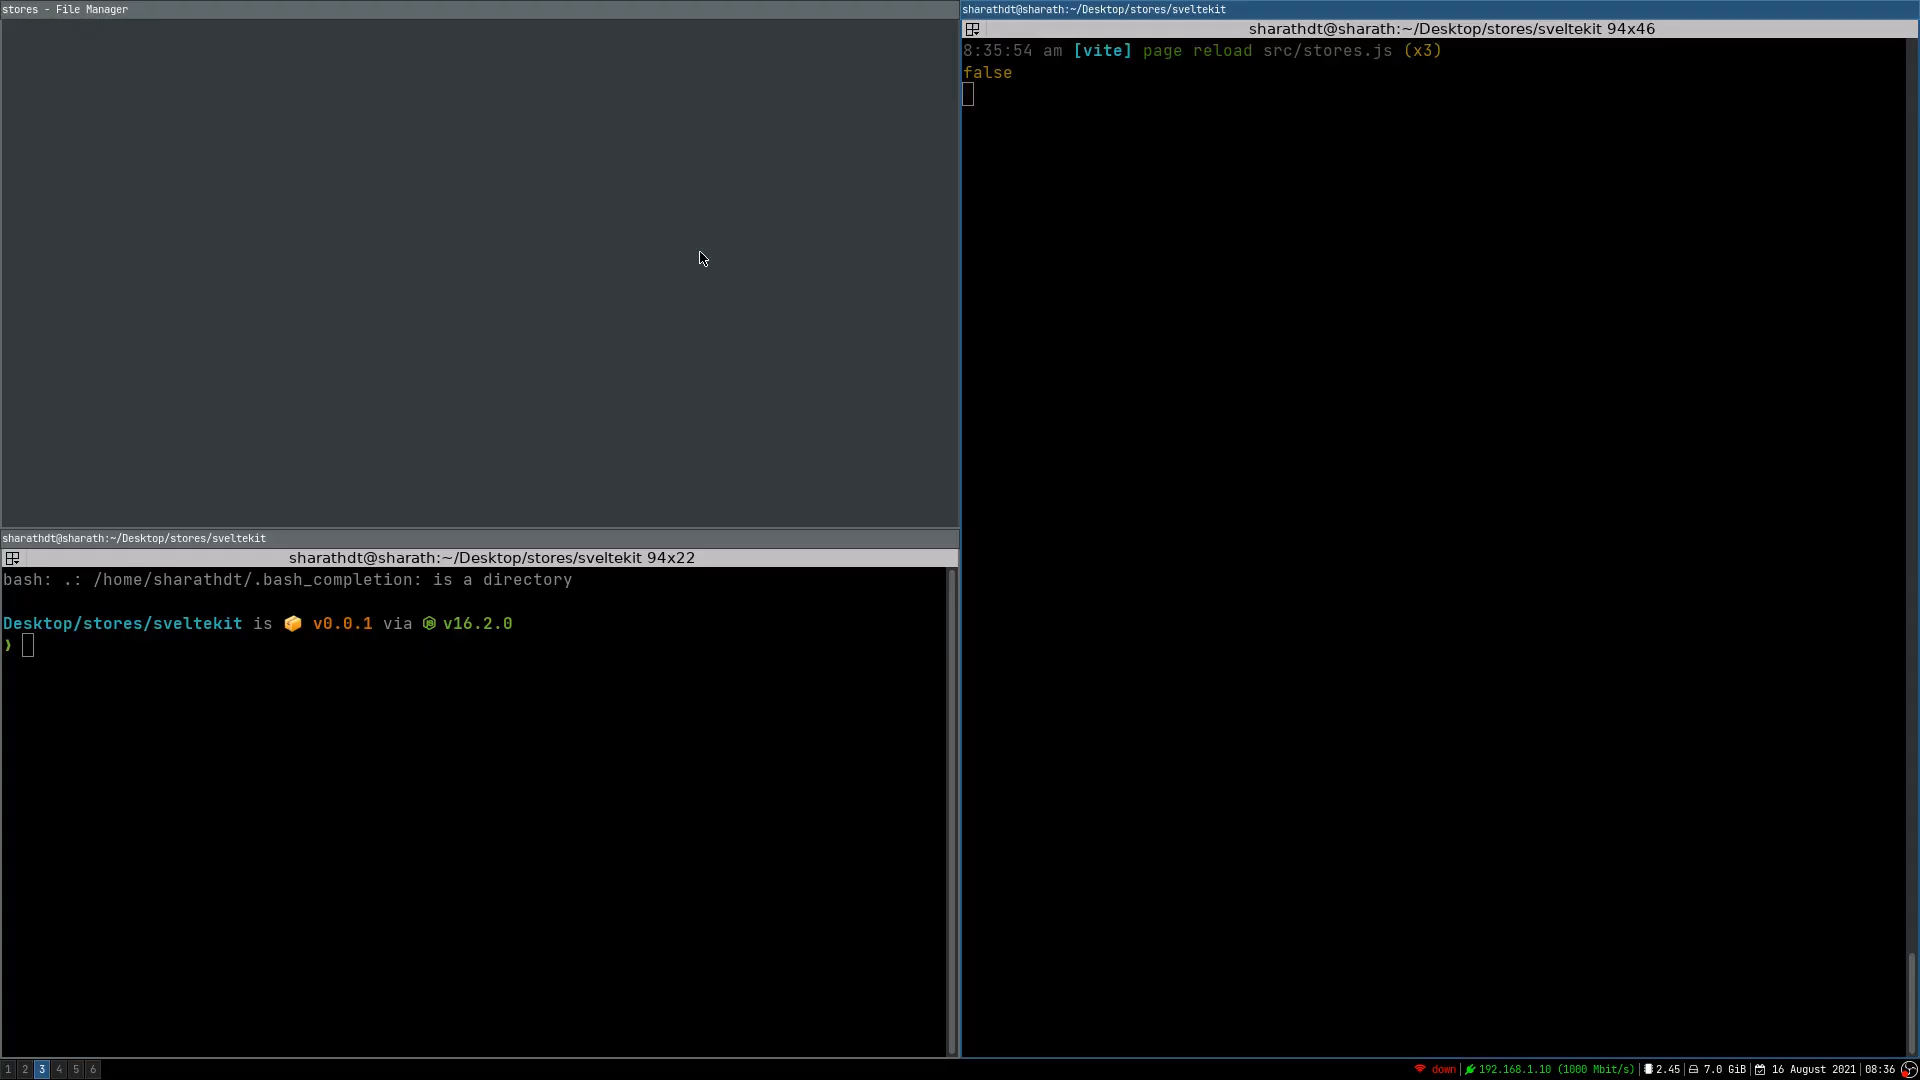 stores - File Manager
sharathdt@sharath:~/Desktop/stores/sveltekit
sharathdt@sharath:~/Desktop/stores/sveltekit 94x46
8:35:54 am [vite] page reload src/stores.js (x3)
false
sharathdt@sharath:~/Desktop/stores/sveltekit
sharathdt@sharath:~/Desktop/stores/sveltekit 94x22
bash: .: /home/sharathdt/.bash_completion: is a directory
Desktop/stores/sveltekit is 📦 v0.0.1 via v16.2.0
❯
1 2 3 4 5 6
down 192.168.1.10 (1000 Mbit/s) 2.45 7.0 GiB 16 August 2021 08:36